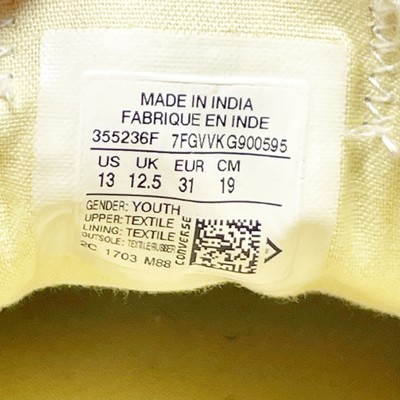 MADE IN INDIA
FABRIQUE EN INDE
355236F 7FGVVKG900595
US UK EUR CM
13 12.5 31 19
GENDER: YOUTH
UPPER: TEXTILE
LINING: TEXTILE
OUTSOLE: TEXTILE/RUBBER
2C 1703 M88
CONVERSE